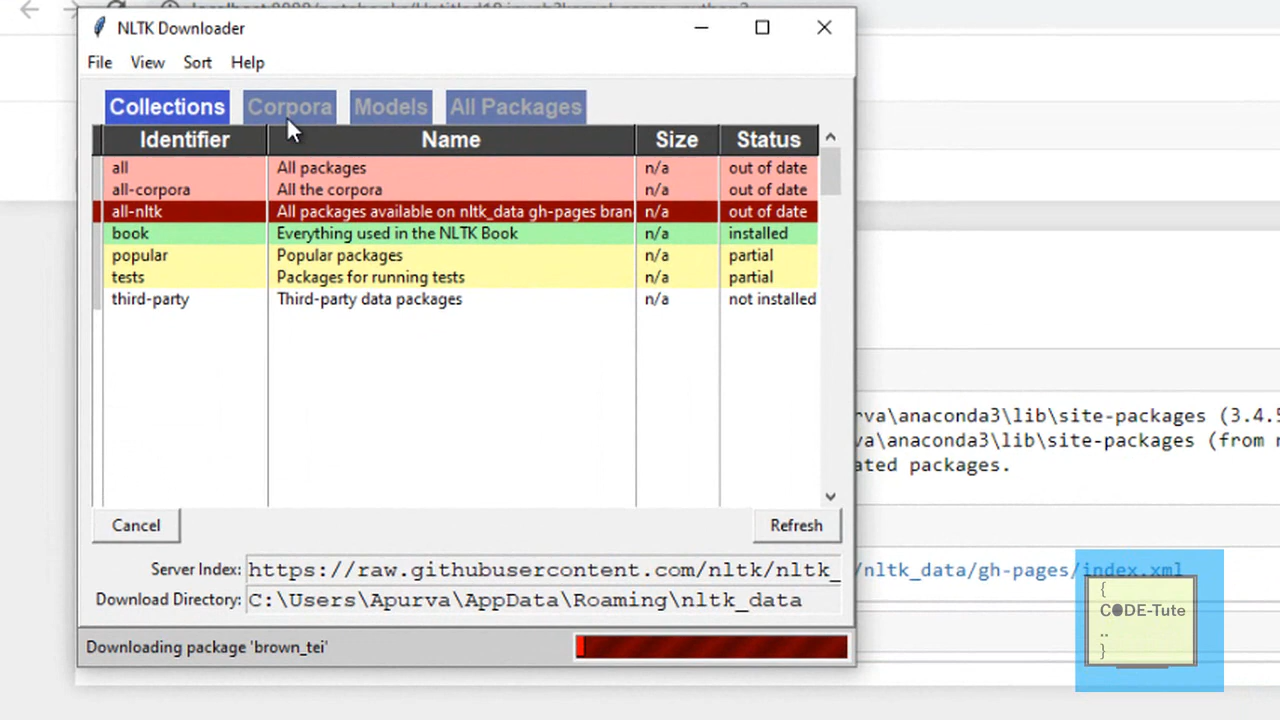 NLTK Downloader
File View Sort Help
Collections Corpora Models All Packages
Identifier Name Size Status
all All packages n/a out of date
all-corpora All the corpora n/a out of date
all-nltk All packages available on nltk_data gh-pages bran n/a out of date
book Everything used in the NLTK Book n/a installed
popular Popular packages n/a partial
tests Packages for running tests n/a partial
third-party Third-party data packages n/a not installed
rva\anaconda3\lib\site-packages (3.4.5
va\anaconda3\lib\site-packages (from n
ated packages.
Cancel Refresh
Server Index: https://raw.githubusercontent.com/nltk/nltk_
/nltk_data/gh-pages/index.xml
Download Directory: C:\Users\Apurva\AppData\Roaming\nltk_data
Downloading package 'brown_tei'
{
CODE-Tute
..
}